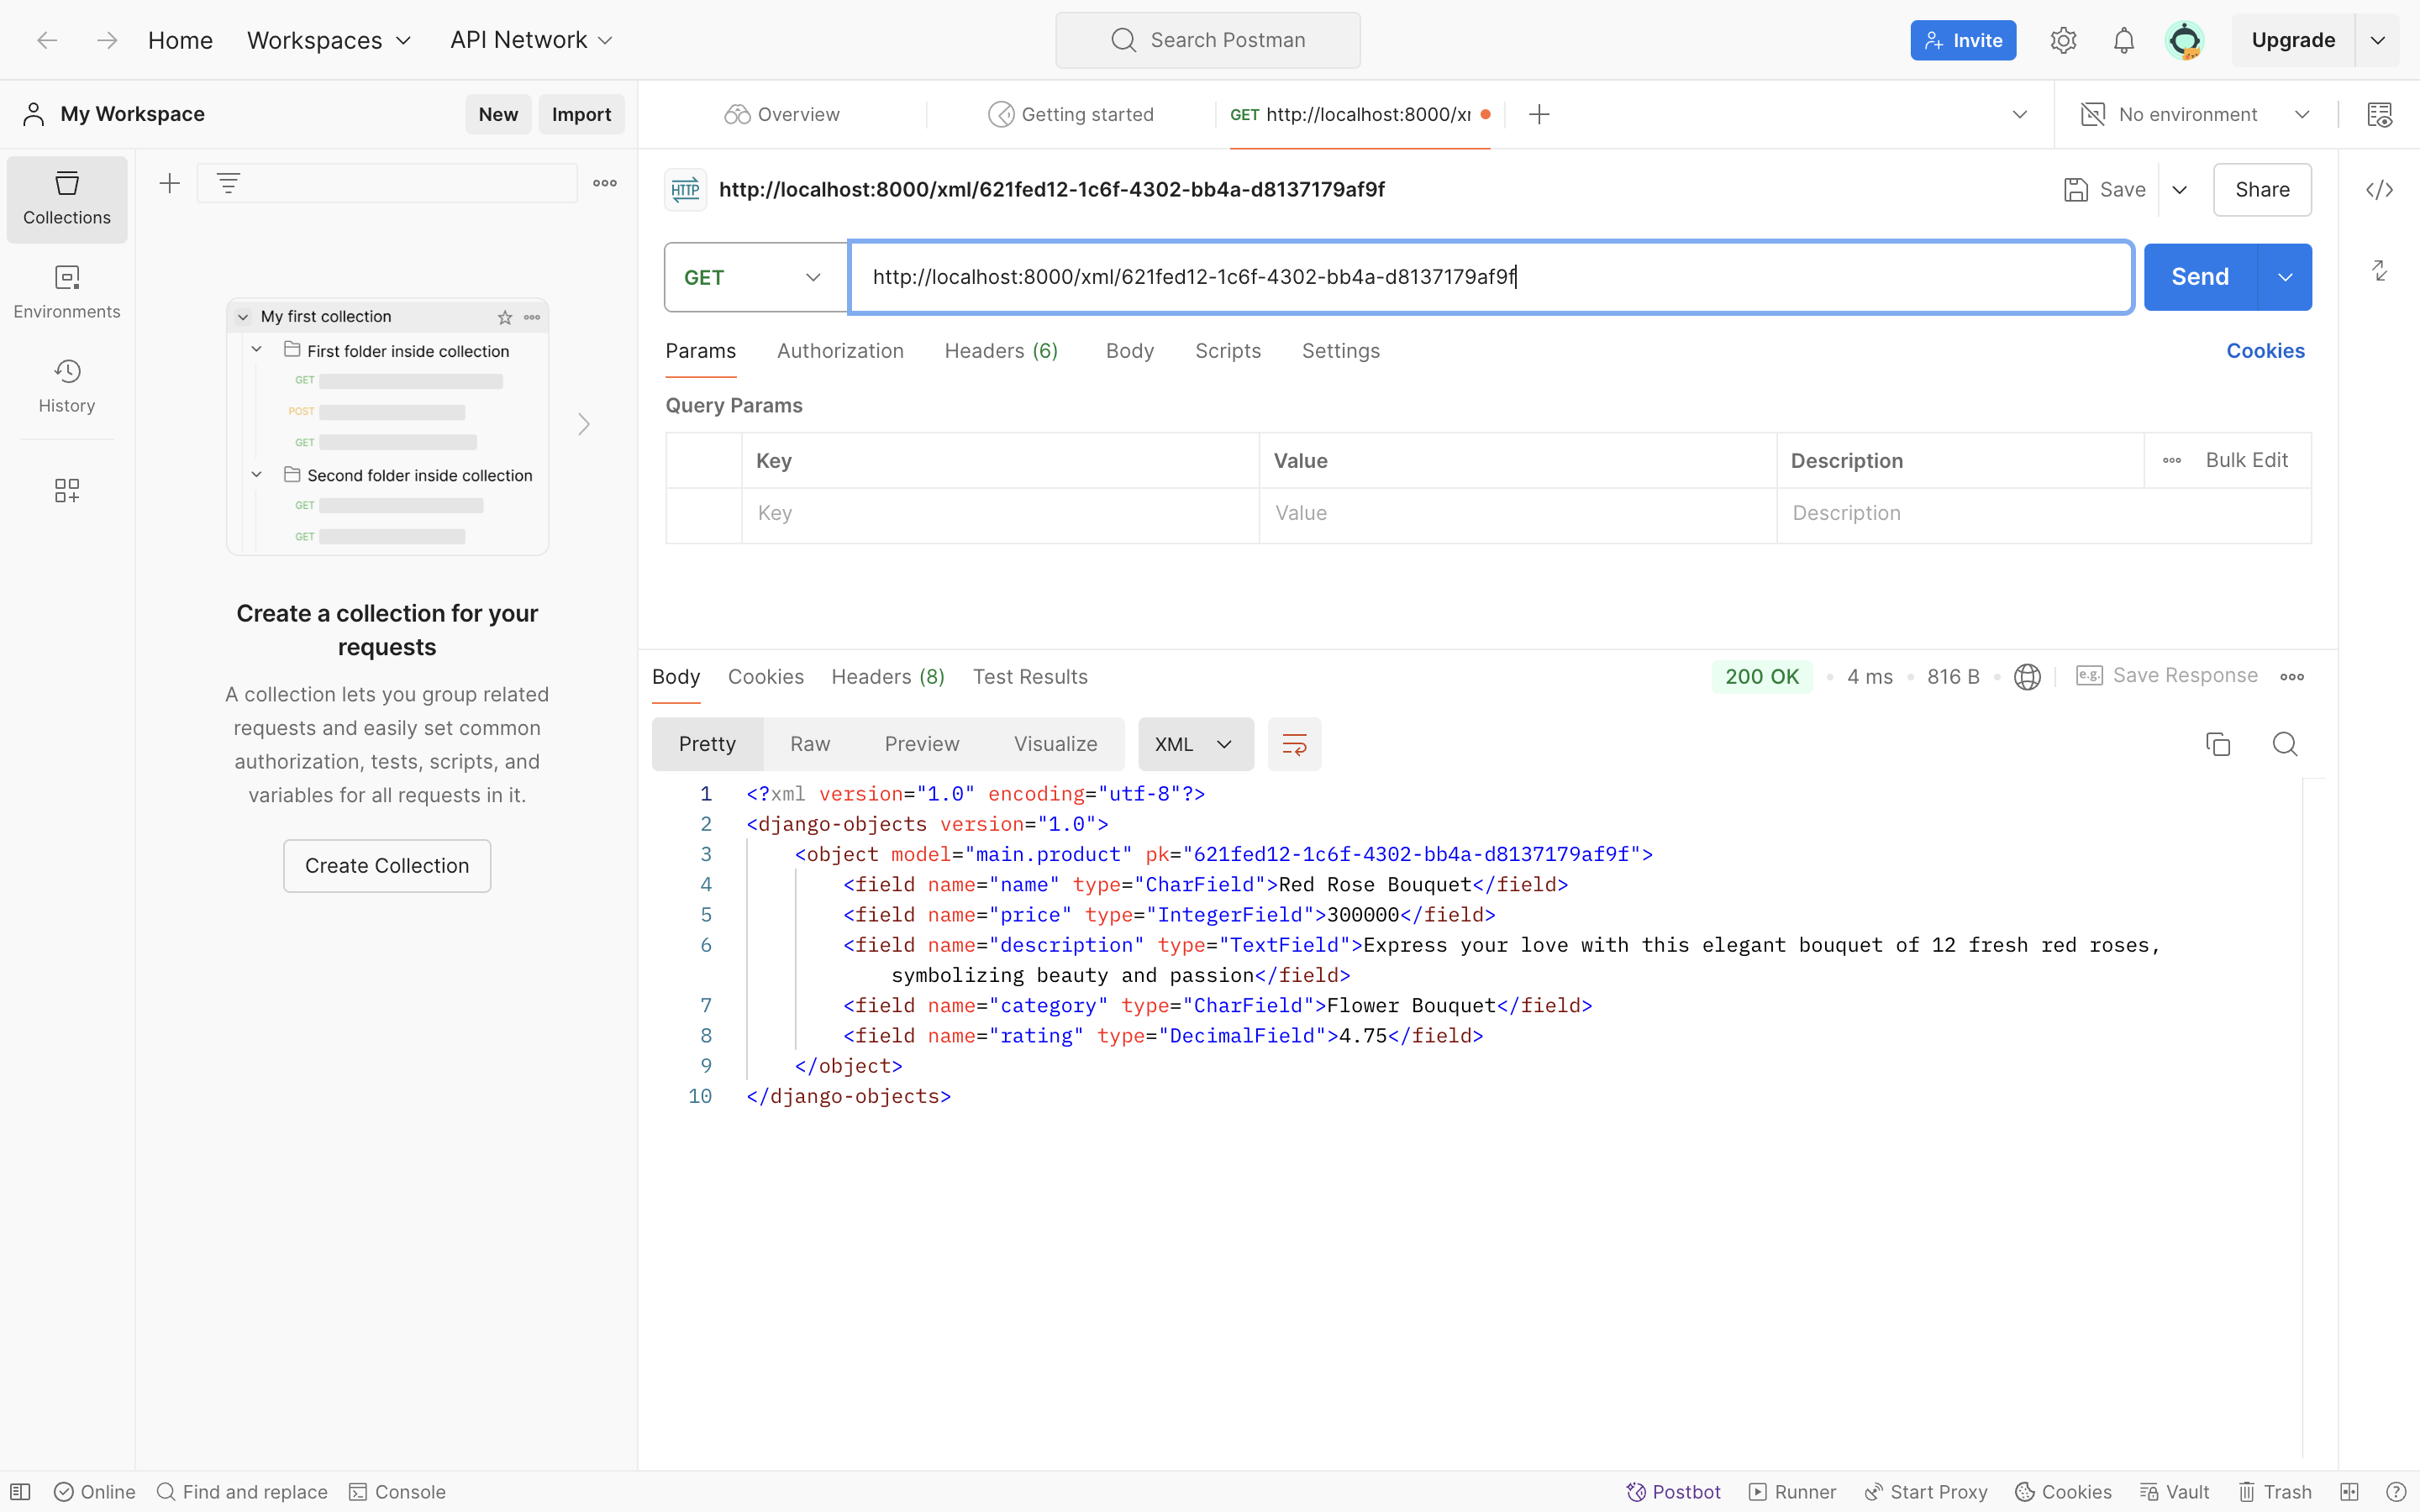 Home Workspaces API Network Search Postman Invite Upgrade
My Workspace New Import Overview Getting started GET http://localhost:8000/xr No environment
Collections
Environments
History
My first collection
First folder inside collection
GET
POST
GET
Second folder inside collection
GET
GET
Create a collection for your
requests
A collection lets you group related
requests and easily set common
authorization, tests, scripts, and
variables for all requests in it.
Create Collection
HTTP http://localhost:8000/xml/621fed12-1c6f-4302-bb4a-d8137179af9f Save Share
GET http://localhost:8000/xml/621fed12-1c6f-4302-bb4a-d8137179af9f Send
Params Authorization Headers (6) Body Scripts Settings Cookies
Query Params
Key Value Description Bulk Edit
Key Value Description
Body Cookies Headers (8) Test Results 200 OK 4 ms 816 B e.g. Save Response
Pretty Raw Preview Visualize XML
1 <?xml version="1.0" encoding="utf-8"?>
2 <django-objects version="1.0">
3 <object model="main.product" pk="621fed12-1c6f-4302-bb4a-d8137179af9f">
4 <field name="name" type="CharField">Red Rose Bouquet</field>
5 <field name="price" type="IntegerField">300000</field>
6 <field name="description" type="TextField">Express your love with this elegant bouquet of 12 fresh red roses,
symbolizing beauty and passion</field>
7 <field name="category" type="CharField">Flower Bouquet</field>
8 <field name="rating" type="DecimalField">4.75</field>
9 </object>
10 </django-objects>
Online Find and replace Console Postbot Runner Start Proxy Cookies Vault Trash